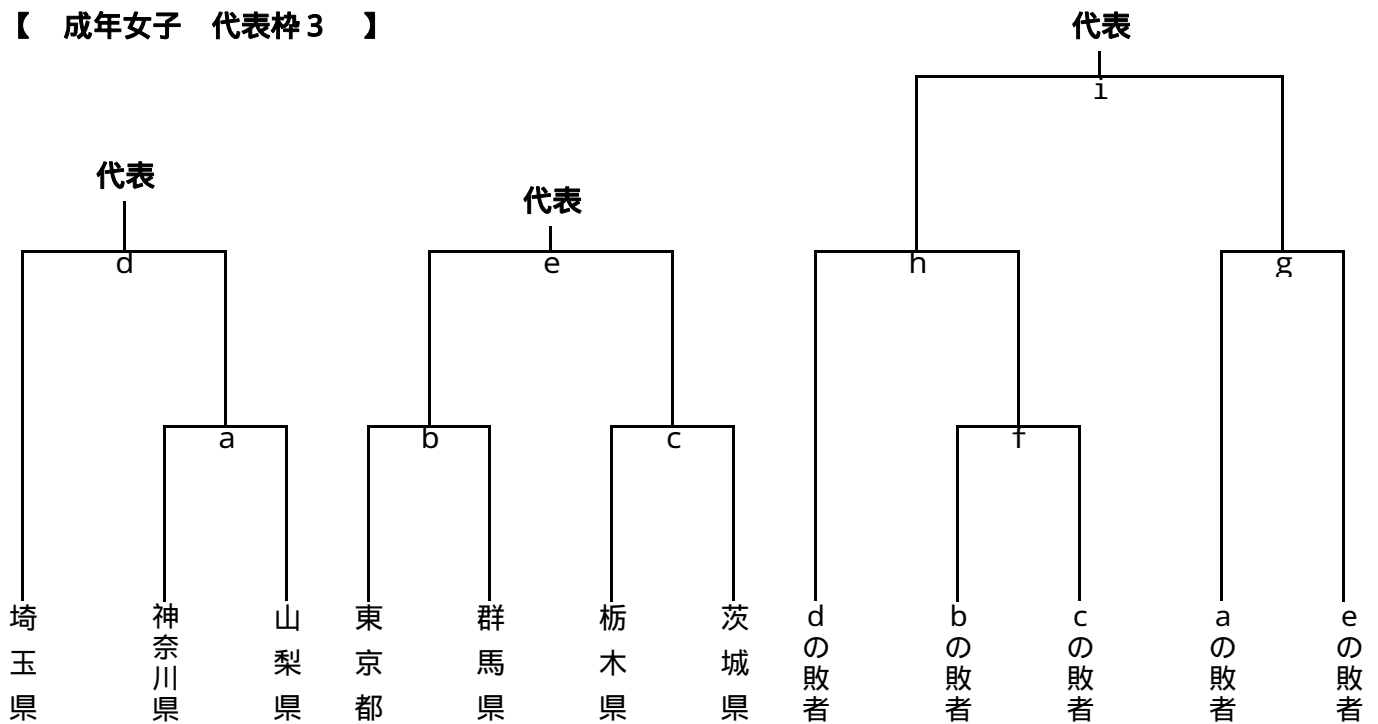 【　成年女子　代表枠３　】
代表
i
代表
代表
d
e
h
g
a
b
c
f
埼玉県
神奈川県
山梨県
東京都
群馬県
栃木県
茨城県
dの敗者
bの敗者
cの敗者
aの敗者
eの敗者